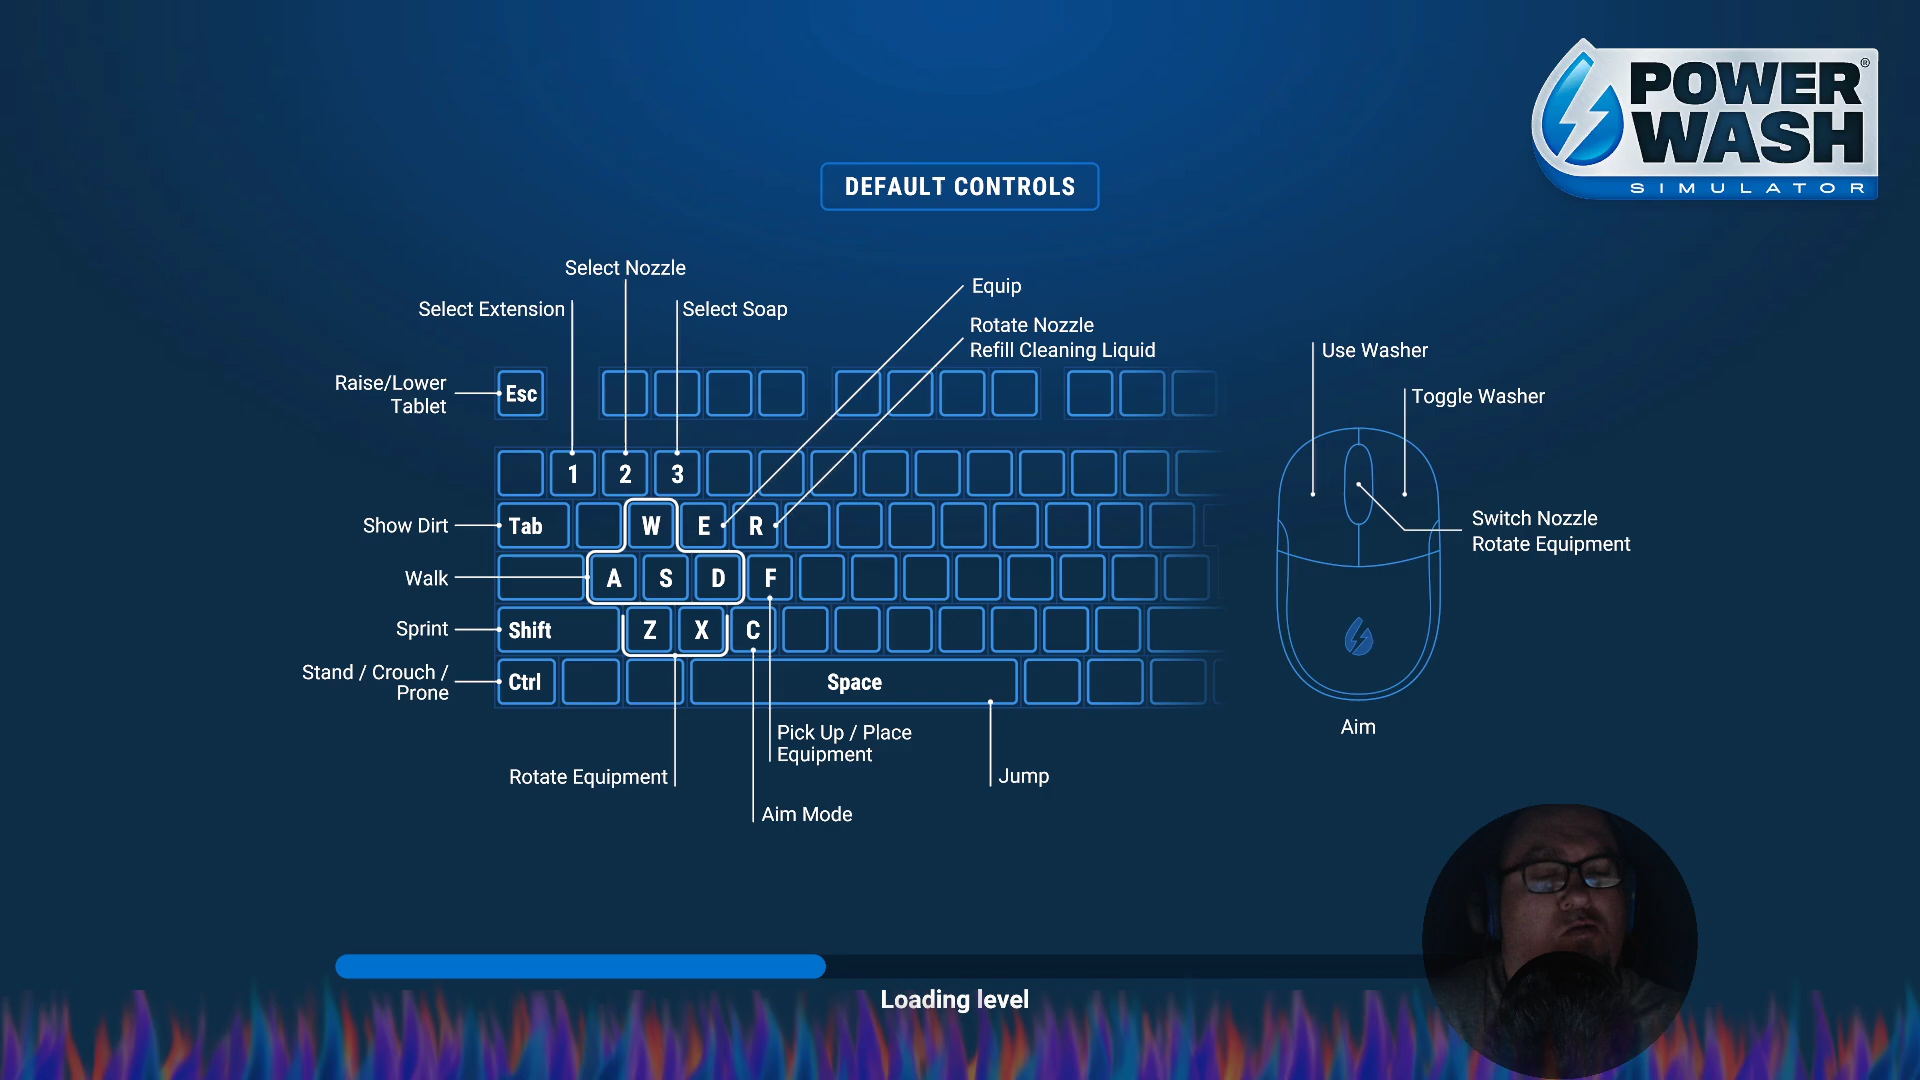 POWER®
WASH
SIMULATOR
DEFAULT CONTROLS
Select Nozzle
Select Extension
Select Soap
Equip
Rotate Nozzle
Refill Cleaning Liquid
Use Washer
Toggle Washer
Raise/Lower
Tablet
Esc
1 2 3
Show Dirt
Tab W E R
Switch Nozzle
Rotate Equipment
Walk
A S D F
Sprint
Shift Z X C
Stand / Crouch /
Prone
Ctrl Space
Aim
Pick Up / Place
Equipment
Rotate Equipment
Jump
Aim Mode
Loading level